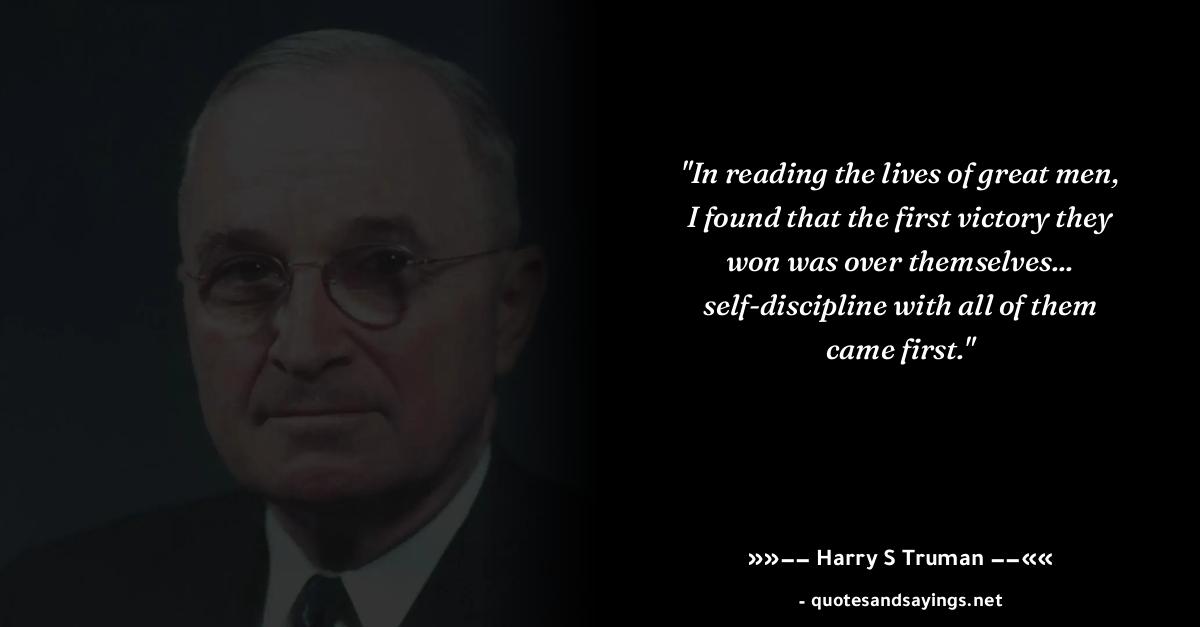 "In reading the lives of great men,
I found that the first victory they
won was over themselves...
self-discipline with all of them
came first."
»»−− Harry S Truman −−««
- quotesandsayings.net